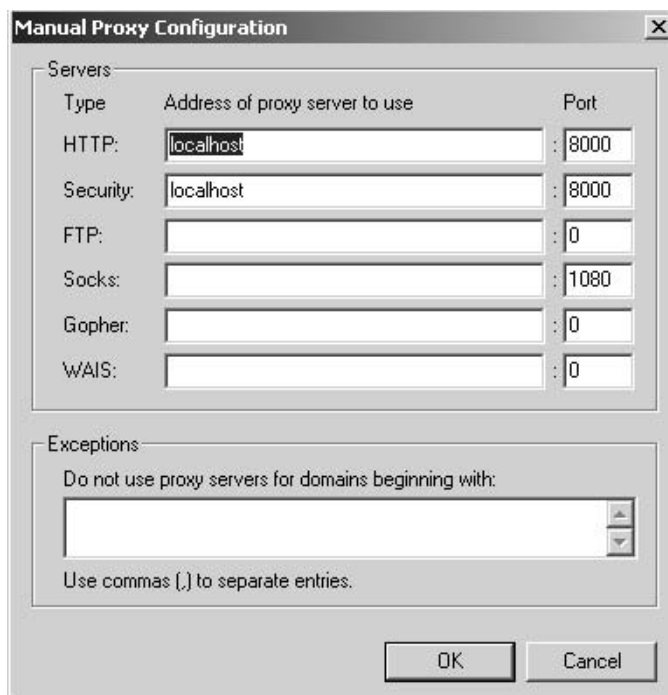 Manual Proxy Configuration
Servers
Type Address of proxy server to use Port
HTTP: localhost : 8000
Security: localhost : 8000
FTP: : 0
Socks: : 1080
Gopher: : 0
WAIS: : 0
Exceptions
Do not use proxy servers for domains beginning with:
Use commas (,) to separate entries.
OK Cancel